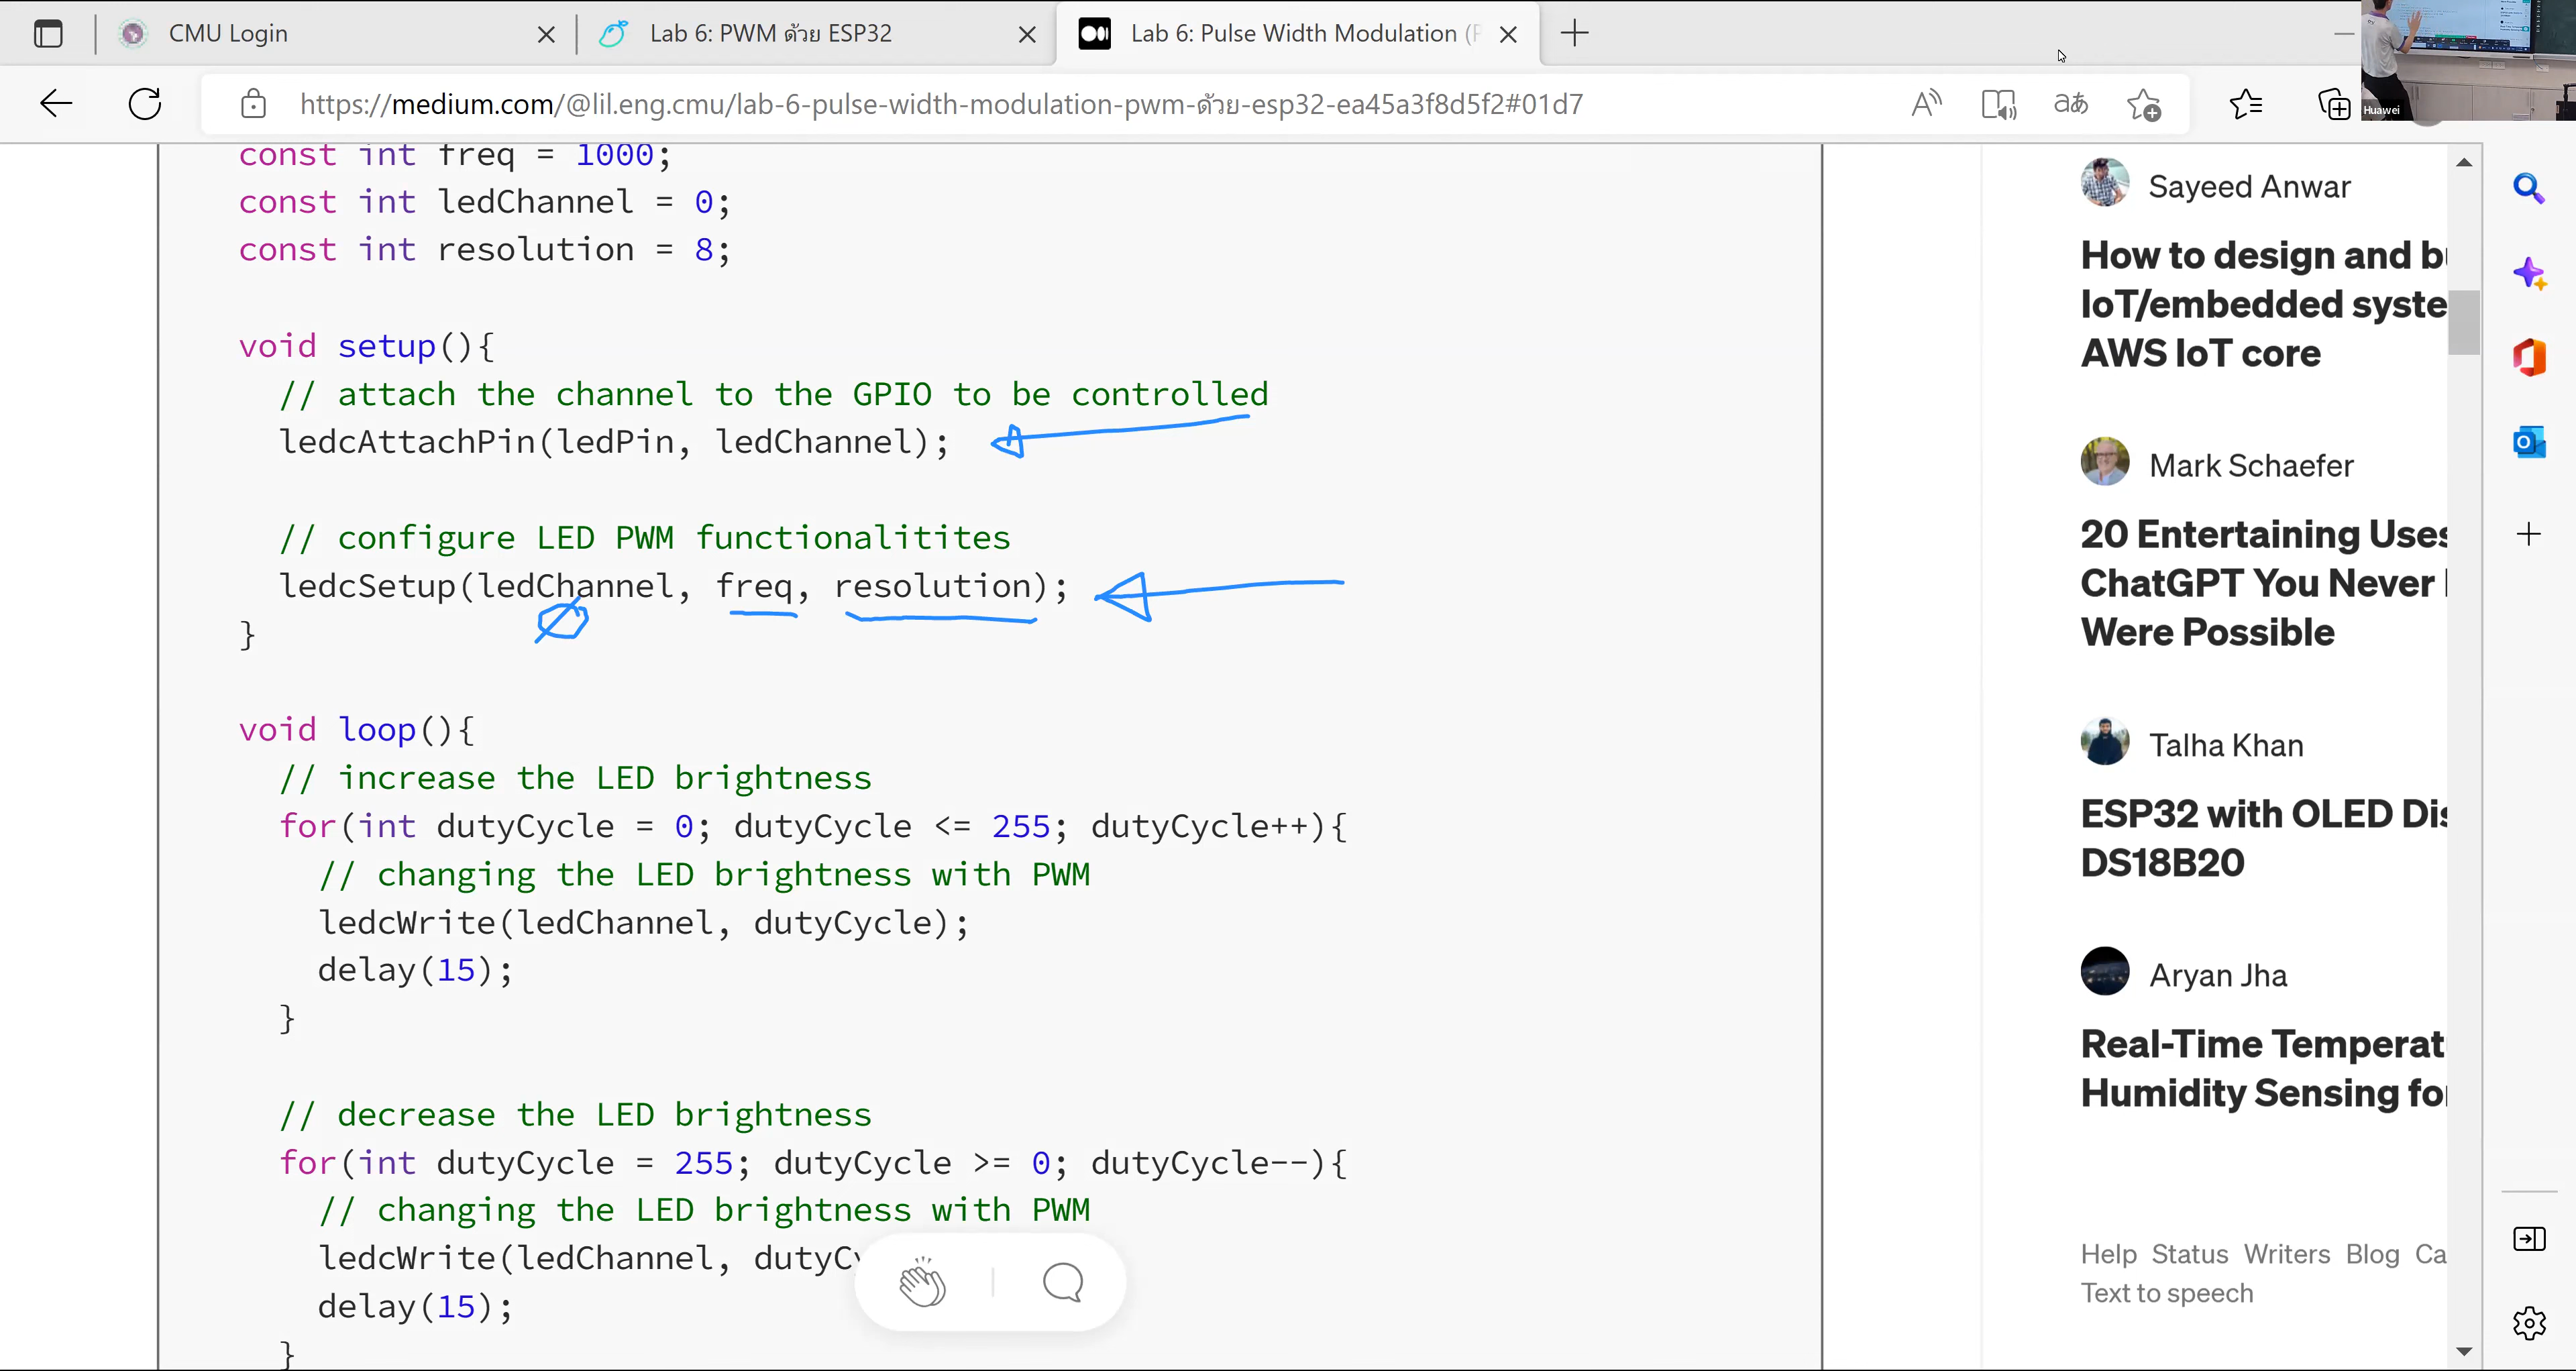 CMU Login
Lab 6: PWM ด้วย ESP32
Lab 6: Pulse Width Modulation (P
https://medium.com/@lil.eng.cmu/lab-6-pulse-width-modulation-pwm-ด้วย-esp32-ea45a3f8d5f2#01d7
Huawei
const int freq = 1000;
const int ledChannel = 0;
const int resolution = 8;
void setup(){
// attach the channel to the GPIO to be controlled
ledcAttachPin(ledPin, ledChannel);
// configure LED PWM functionalitites
ledcSetup(ledChannel, freq, resolution);
0
}
void loop(){
// increase the LED brightness
for(int dutyCycle = 0; dutyCycle <= 255; dutyCycle++){
// changing the LED brightness with PWM
ledcWrite(ledChannel, dutyCycle);
delay(15);
}
// decrease the LED brightness
for(int dutyCycle = 255; dutyCycle >= 0; dutyCycle--){
// changing the LED brightness with PWM
ledcWrite(ledChannel, dutyCy
delay(15);
}
Sayeed Anwar
How to design and bu
IoT/embedded syste
AWS IoT core
Mark Schaefer
20 Entertaining Uses
ChatGPT You Never
Were Possible
Talha Khan
ESP32 with OLED Dis
DS18B20
Aryan Jha
Real-Time Temperat
Humidity Sensing for
Help Status Writers Blog Ca
Text to speech